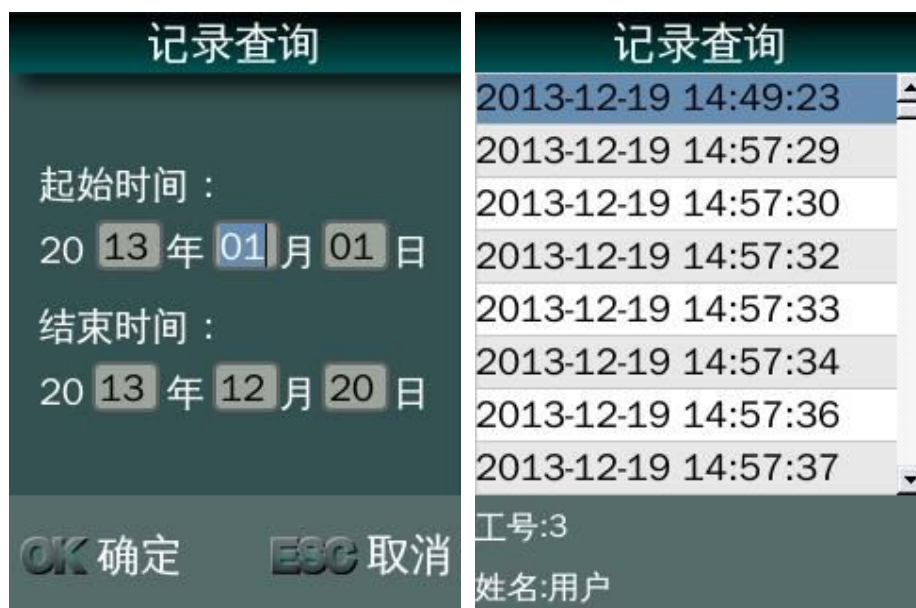 记录查询
起始时间：
20 13 年 01 月 01 日
结束时间：
20 13 年 12 月 20 日
OK 确定 ESC 取消
记录查询
2013-12-19 14:49:23
2013-12-19 14:57:29
2013-12-19 14:57:30
2013-12-19 14:57:32
2013-12-19 14:57:33
2013-12-19 14:57:34
2013-12-19 14:57:36
2013-12-19 14:57:37
工号:3
姓名:用户